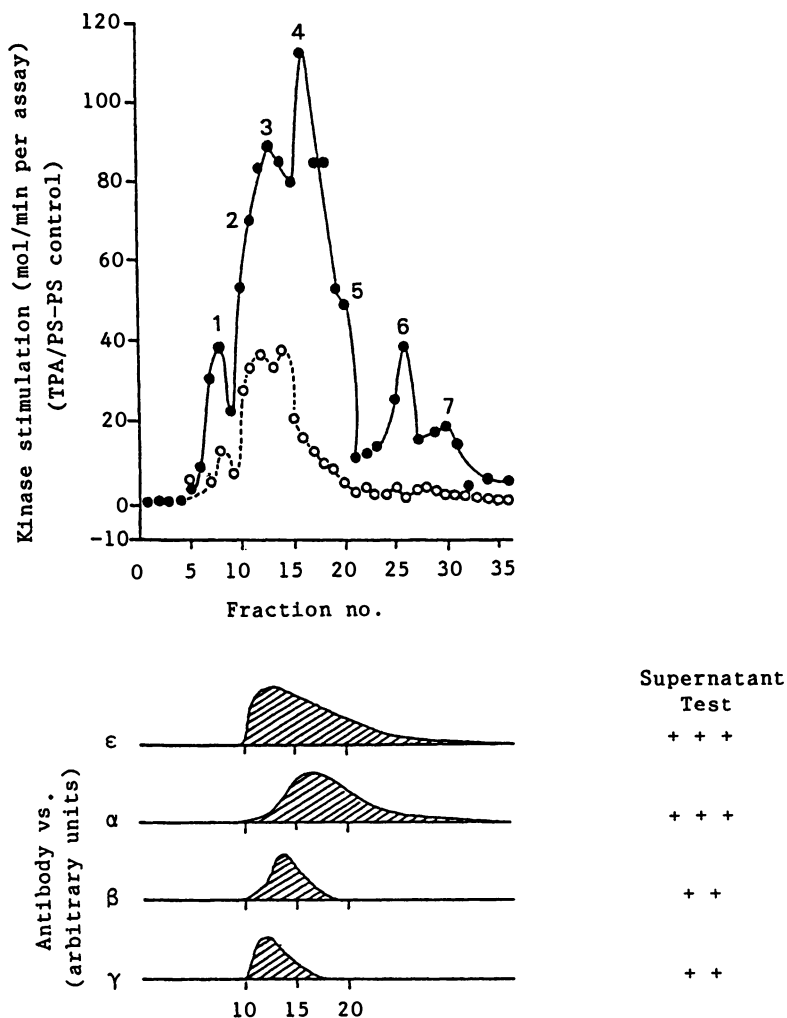 Kinase stimulation (mol/min per assay)
(TPA/PS-PS control)
120
100
80
60
40
20
0
-10
1
2
3
4
5
6
7
0 5 10 15 20 25 30 35
Fraction no.
Supernatant
Test
Antibody vs.
(arbitrary units)
ε + + +
α + + +
β + +
γ + +
10 15 20